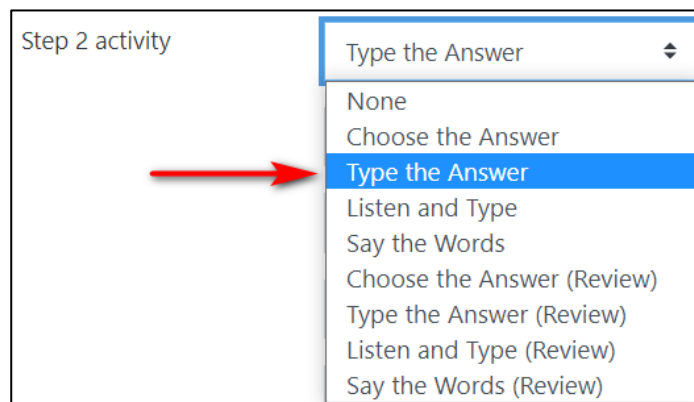 Step 2 activity
Type the Answer
None
Choose the Answer
Type the Answer
Listen and Type
Say the Words
Choose the Answer (Review)
Type the Answer (Review)
Listen and Type (Review)
Say the Words (Review)